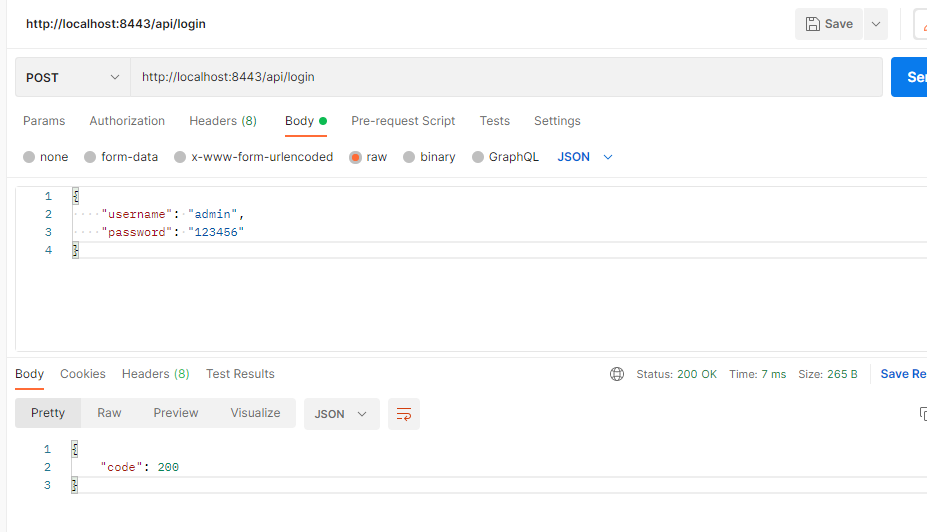 http://localhost:8443/api/login Save
POST http://localhost:8443/api/login
Params Authorization Headers (8) Body Pre-request Script Tests Settings
none form-data x-www-form-urlencoded raw binary GraphQL JSON
1 {
2 "username": "admin",
3 "password": "123456"
4 }
Body Cookies Headers (8) Test Results Status: 200 OK Time: 7 ms Size: 265 B Save Re
Pretty Raw Preview Visualize JSON
1 {
2 "code": 200
3 }